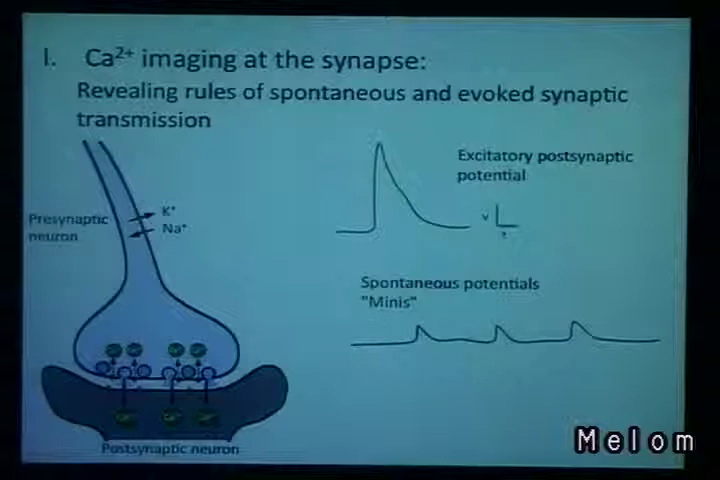 I. Ca²⁺ imaging at the synapse:
Revealing rules of spontaneous and evoked synaptic
transmission
Excitatory postsynaptic
potential
Presynaptic
neuron
K⁺
Na⁺
v
Spontaneous potentials
"Minis"
Postsynaptic neuron
Melom